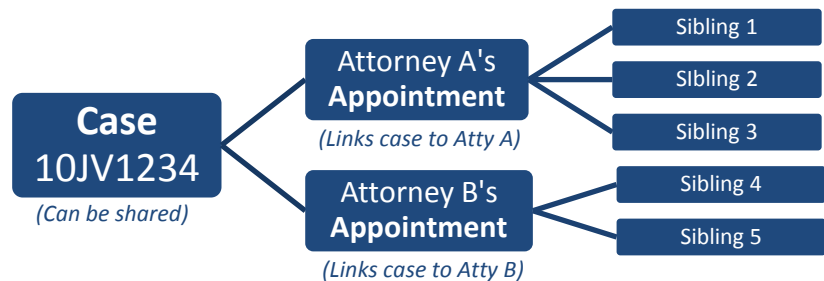 Case
10JV1234
(Can be shared)
Attorney A's
Appointment
(Links case to Atty A)
Sibling 1
SIbling 2
Sibling 3
Attorney B's
Appointment
(Links case to Atty B)
Sibling 4
Sibling 5